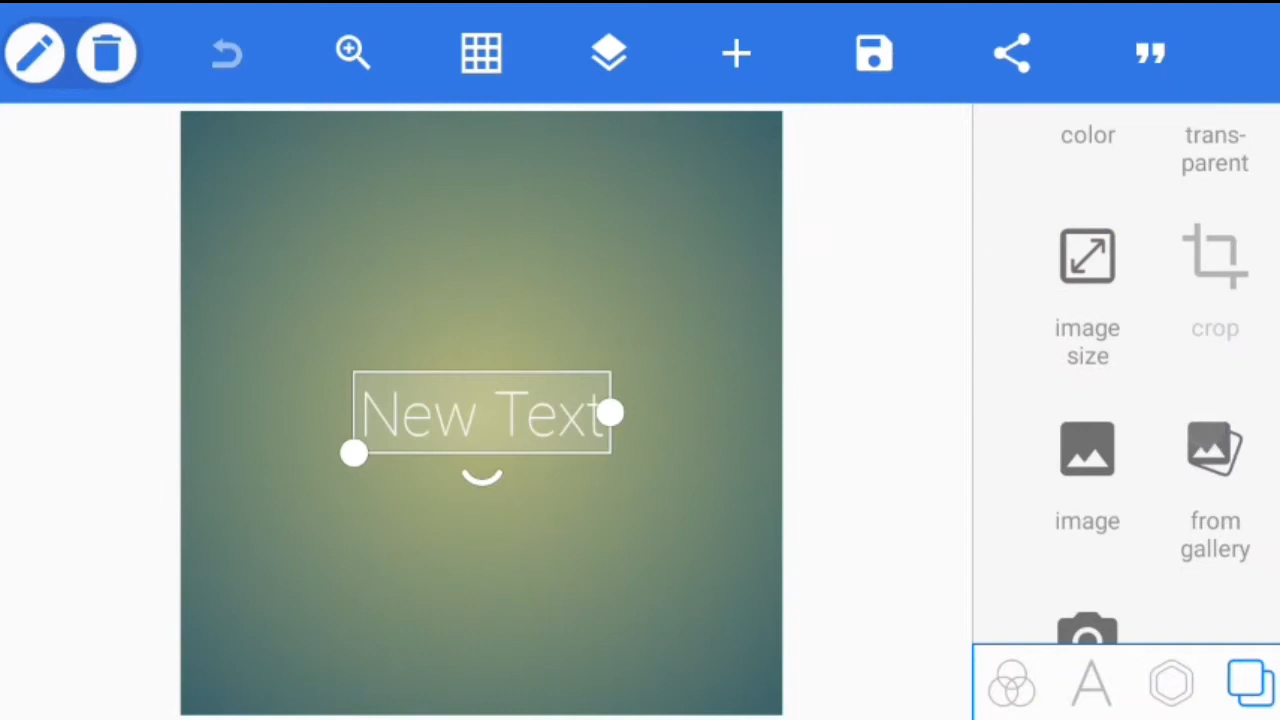 color
trans-
parent
image
size
crop
New Text
image
from
gallery